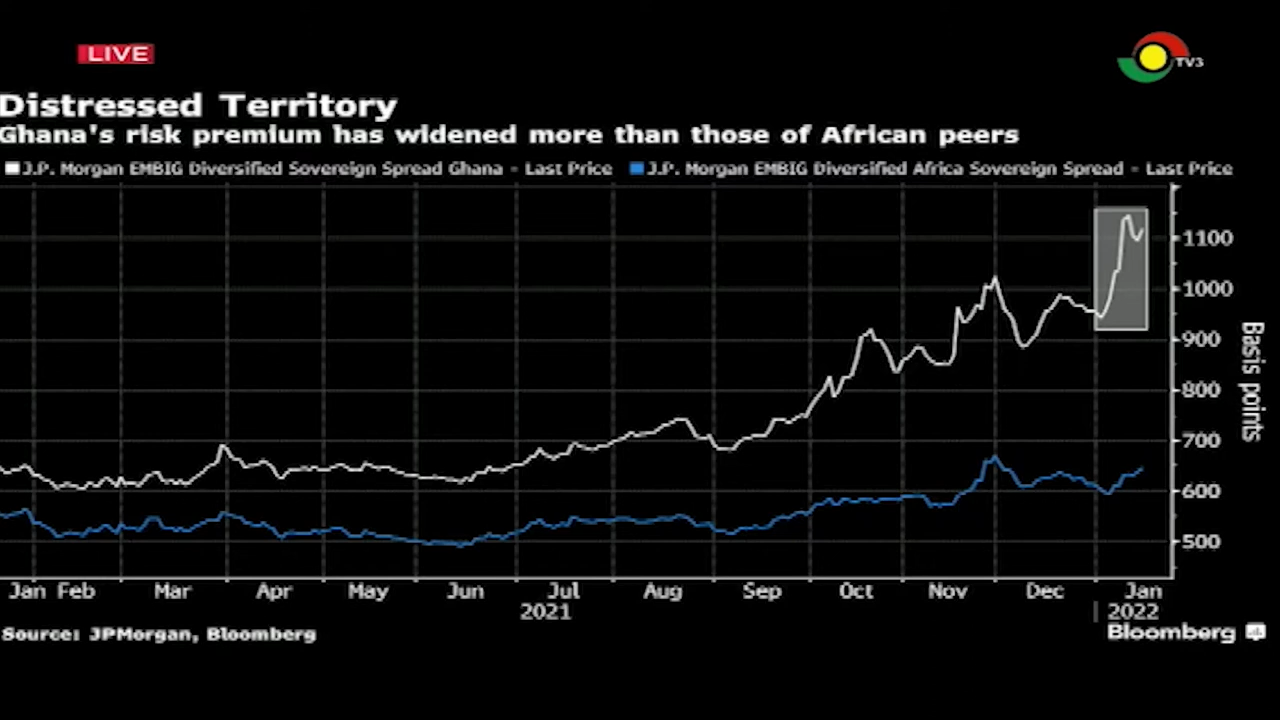 LIVE
TV3
Distressed Territory
Ghana's risk premium has widened more than those of African peers
J.P. Morgan EMBIG Diversified Sovereign Spread Ghana - Last Price
J.P. Morgan EMBIG Diversified Africa Sovereign Spread - Last Price
1100
1000
900
800
700
600
500
Basis points
Jan Feb Mar Apr May Jun Jul Aug Sep Oct Nov Dec Jan
2021 2022
Source: JPMorgan, Bloomberg
Bloomberg